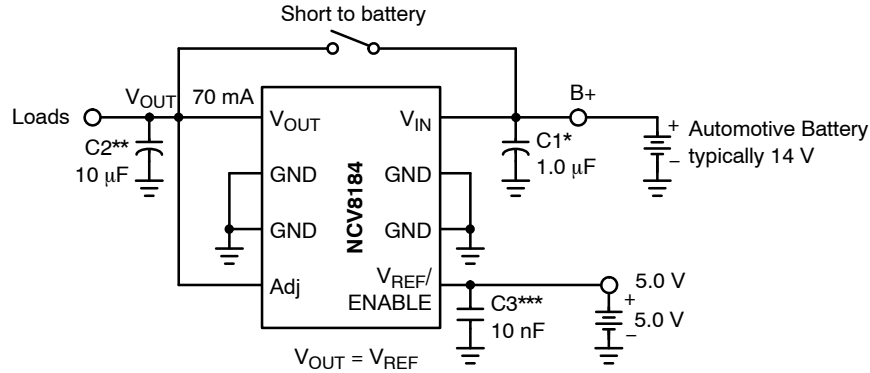 Short to battery
Loads
V_OUT
70 mA
B+
V_OUT
V_IN
C2**
10 μF
C1*
1.0 μF
+ Automotive Battery
− typically 14 V
GND
GND
NCV8184
GND
GND
Adj
V_REF/
ENABLE
C3***
10 nF
5.0 V
+
5.0 V
−
V_OUT = V_REF